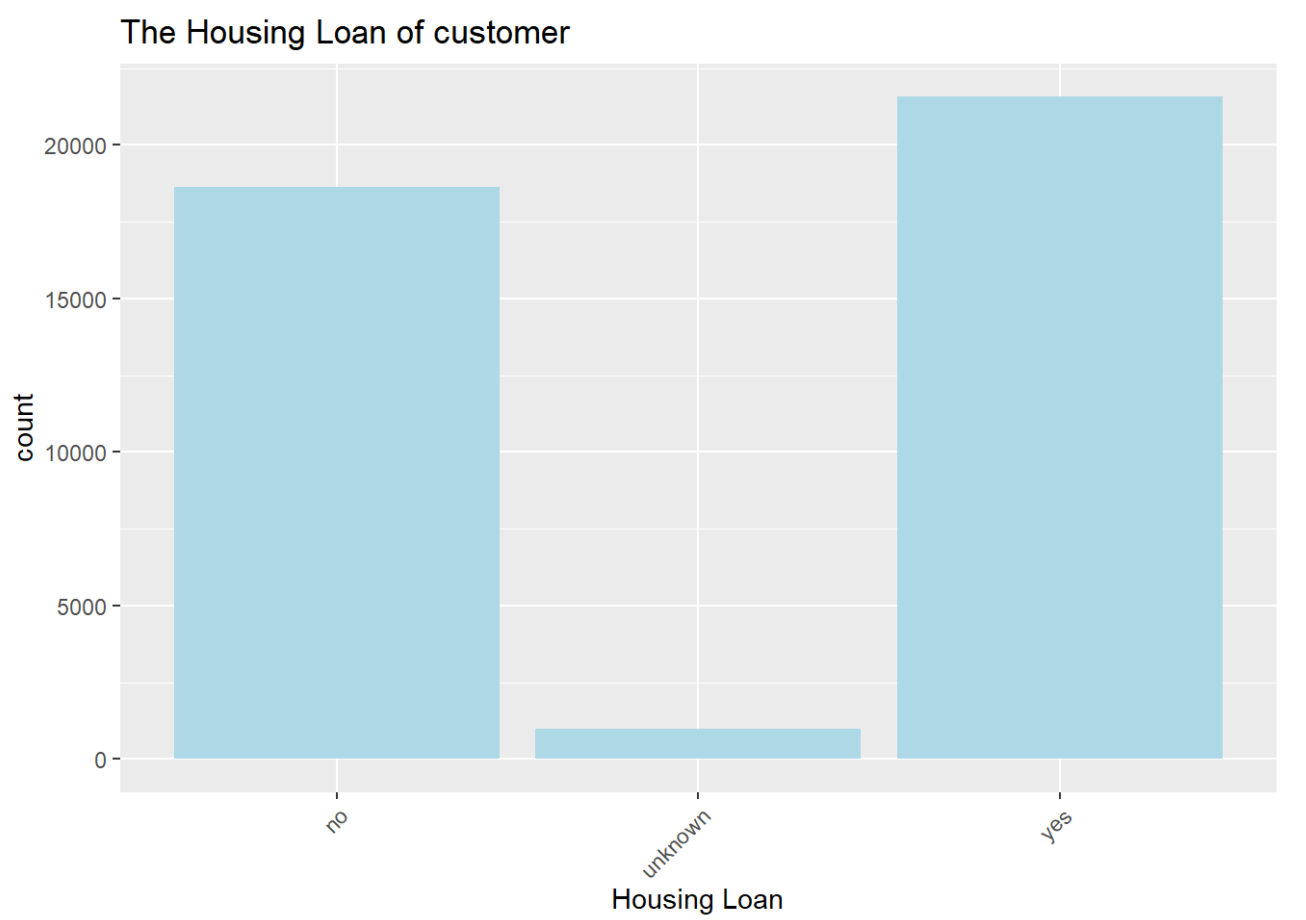 The Housing Loan of customer
count
20000
15000
10000
5000
0
no
unknown
yes
Housing Loan